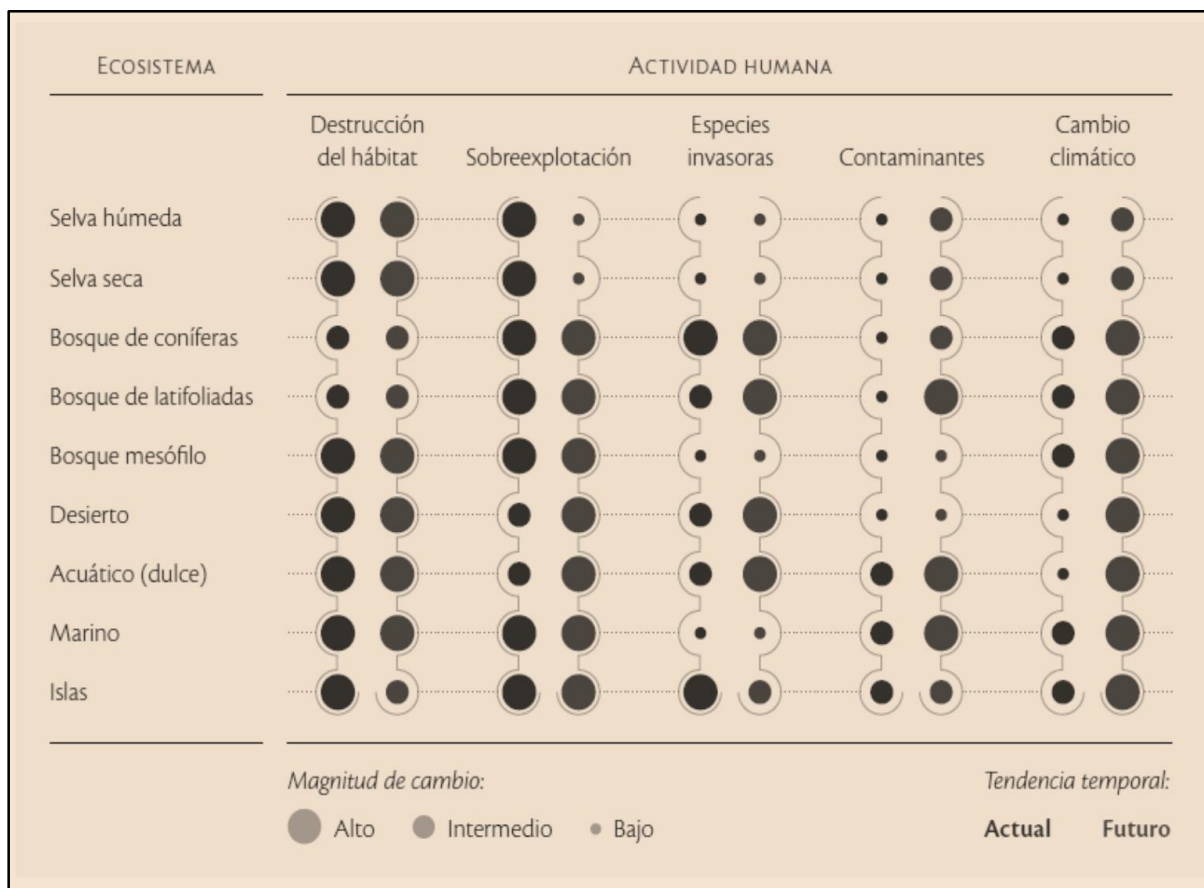 ECOSISTEMA
ACTIVIDAD HUMANA
Destrucción
del hábitat
Sobreexplotación
Especies
invasoras
Contaminantes
Cambio
climático
Selva húmeda
Selva seca
Bosque de coníferas
Bosque de latifoliadas
Bosque mesófilo
Desierto
Acuático (dulce)
Marino
Islas
Magnitud de cambio:
Alto Intermedio Bajo
Tendencia temporal:
Actual Futuro